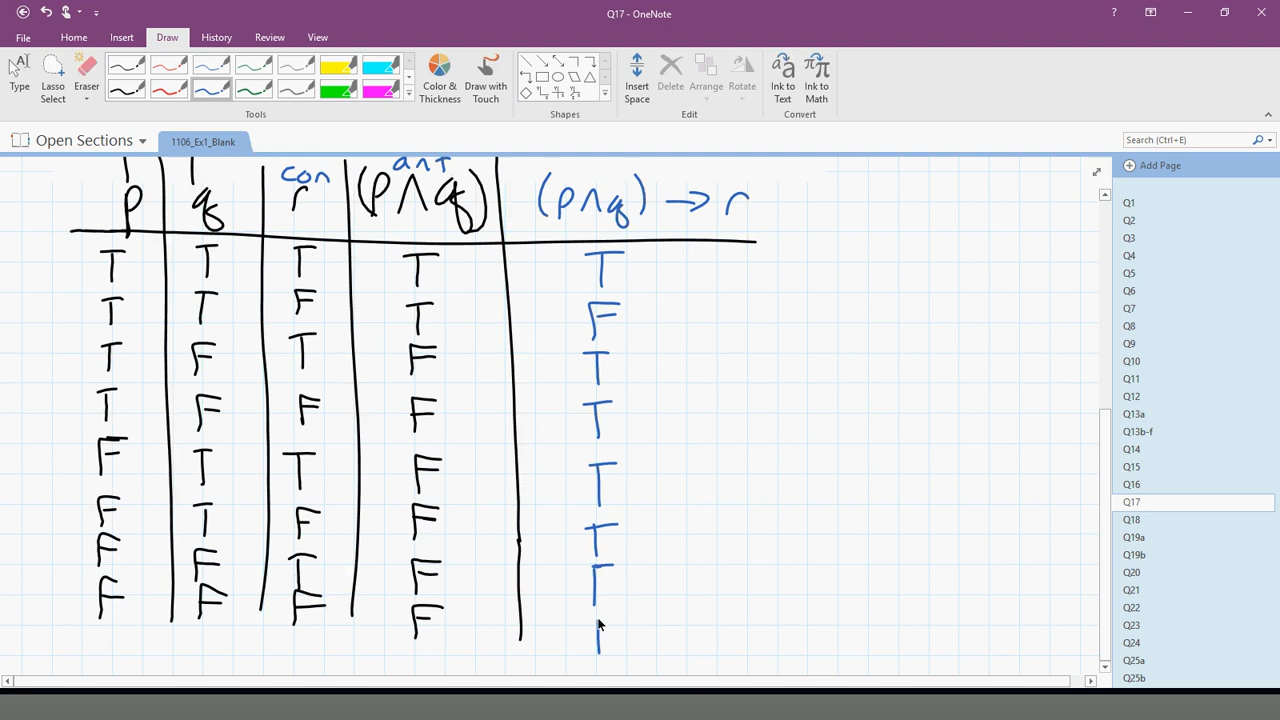 Q17 - OneNote
?
File Home Insert Draw History Review View
Type
Lasso Select
Eraser
Color & Thickness
Draw with Touch
Insert Space
Delete
Arrange
Rotate
Ink to Text
Ink to Math
Tools
Shapes
Edit
Convert
Open Sections
1106_Ex1_Blank
Search (Ctrl+E)
Add Page
con ant
p q r (p∧q) (p∧q) → r
T T T T T
T T F T F
T F T F T
T F F F T
F T T F T
F T F F T
F F T F T
F F F F
Q1
Q2
Q3
Q4
Q5
Q6
Q7
Q8
Q9
Q10
Q11
Q12
Q13a
Q13b-f
Q14
Q15
Q16
Q17
Q18
Q19a
Q19b
Q20
Q21
Q22
Q23
Q24
Q25a
Q25b